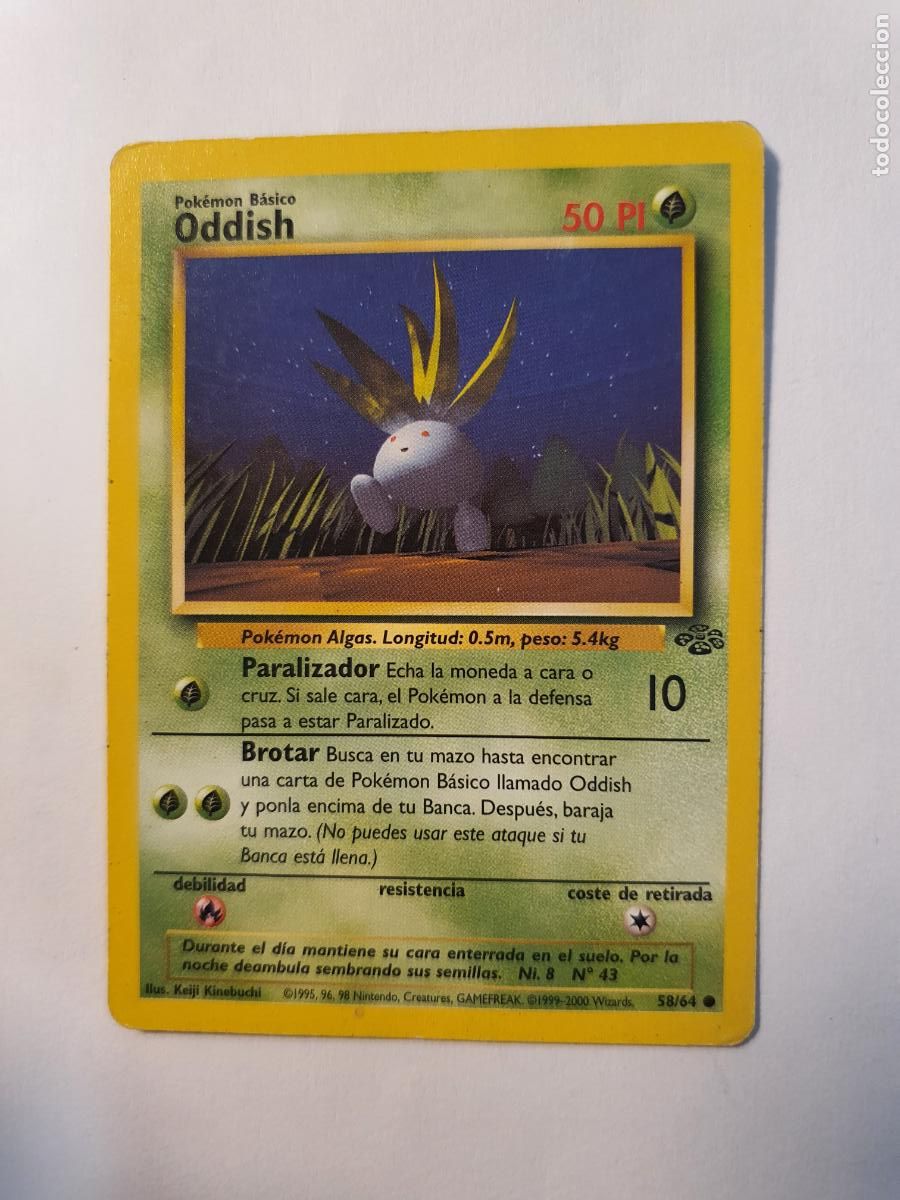 todocoleccion
Pokémon Básico
Oddish
50 PI
Pokémon Algas. Longitud: 0.5m, peso: 5.4kg
Paralizador Echa la moneda a cara o
cruz. Si sale cara, el Pokémon a la defensa
pasa a estar Paralizado.
10
Brotar Busca en tu mazo hasta encontrar
una carta de Pokémon Básico llamado Oddish
y ponla encima de tu Banca. Después, baraja
tu mazo. (No puedes usar este ataque si tu
Banca está llena.)
debilidad resistencia coste de retirada
Durante el día mantiene su cara enterrada en el suelo. Por la
noche deambula sembrando sus semillas. Ni. 8 Nº 43
Ilus. Keiji Kinebuchi ©1995, 96, 98 Nintendo, Creatures, GAMEFREAK. ©1999-2000 Wizards. 58/64